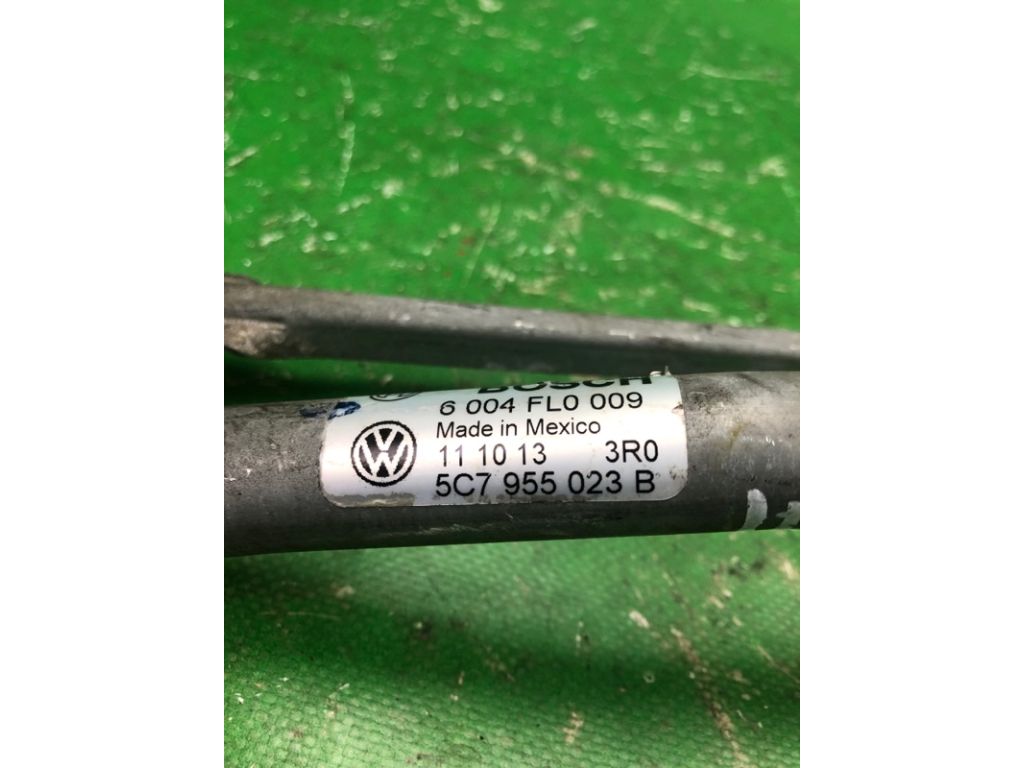 BOSCH
6 004 FL0 009
Made in Mexico
11 10 13 3R0
5C7 955 023 B